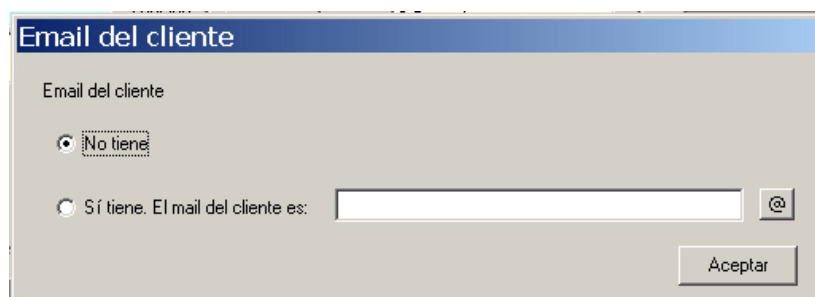 Email del cliente
Email del cliente
No tiene
Sí tiene. El mail del cliente es:
@
Aceptar